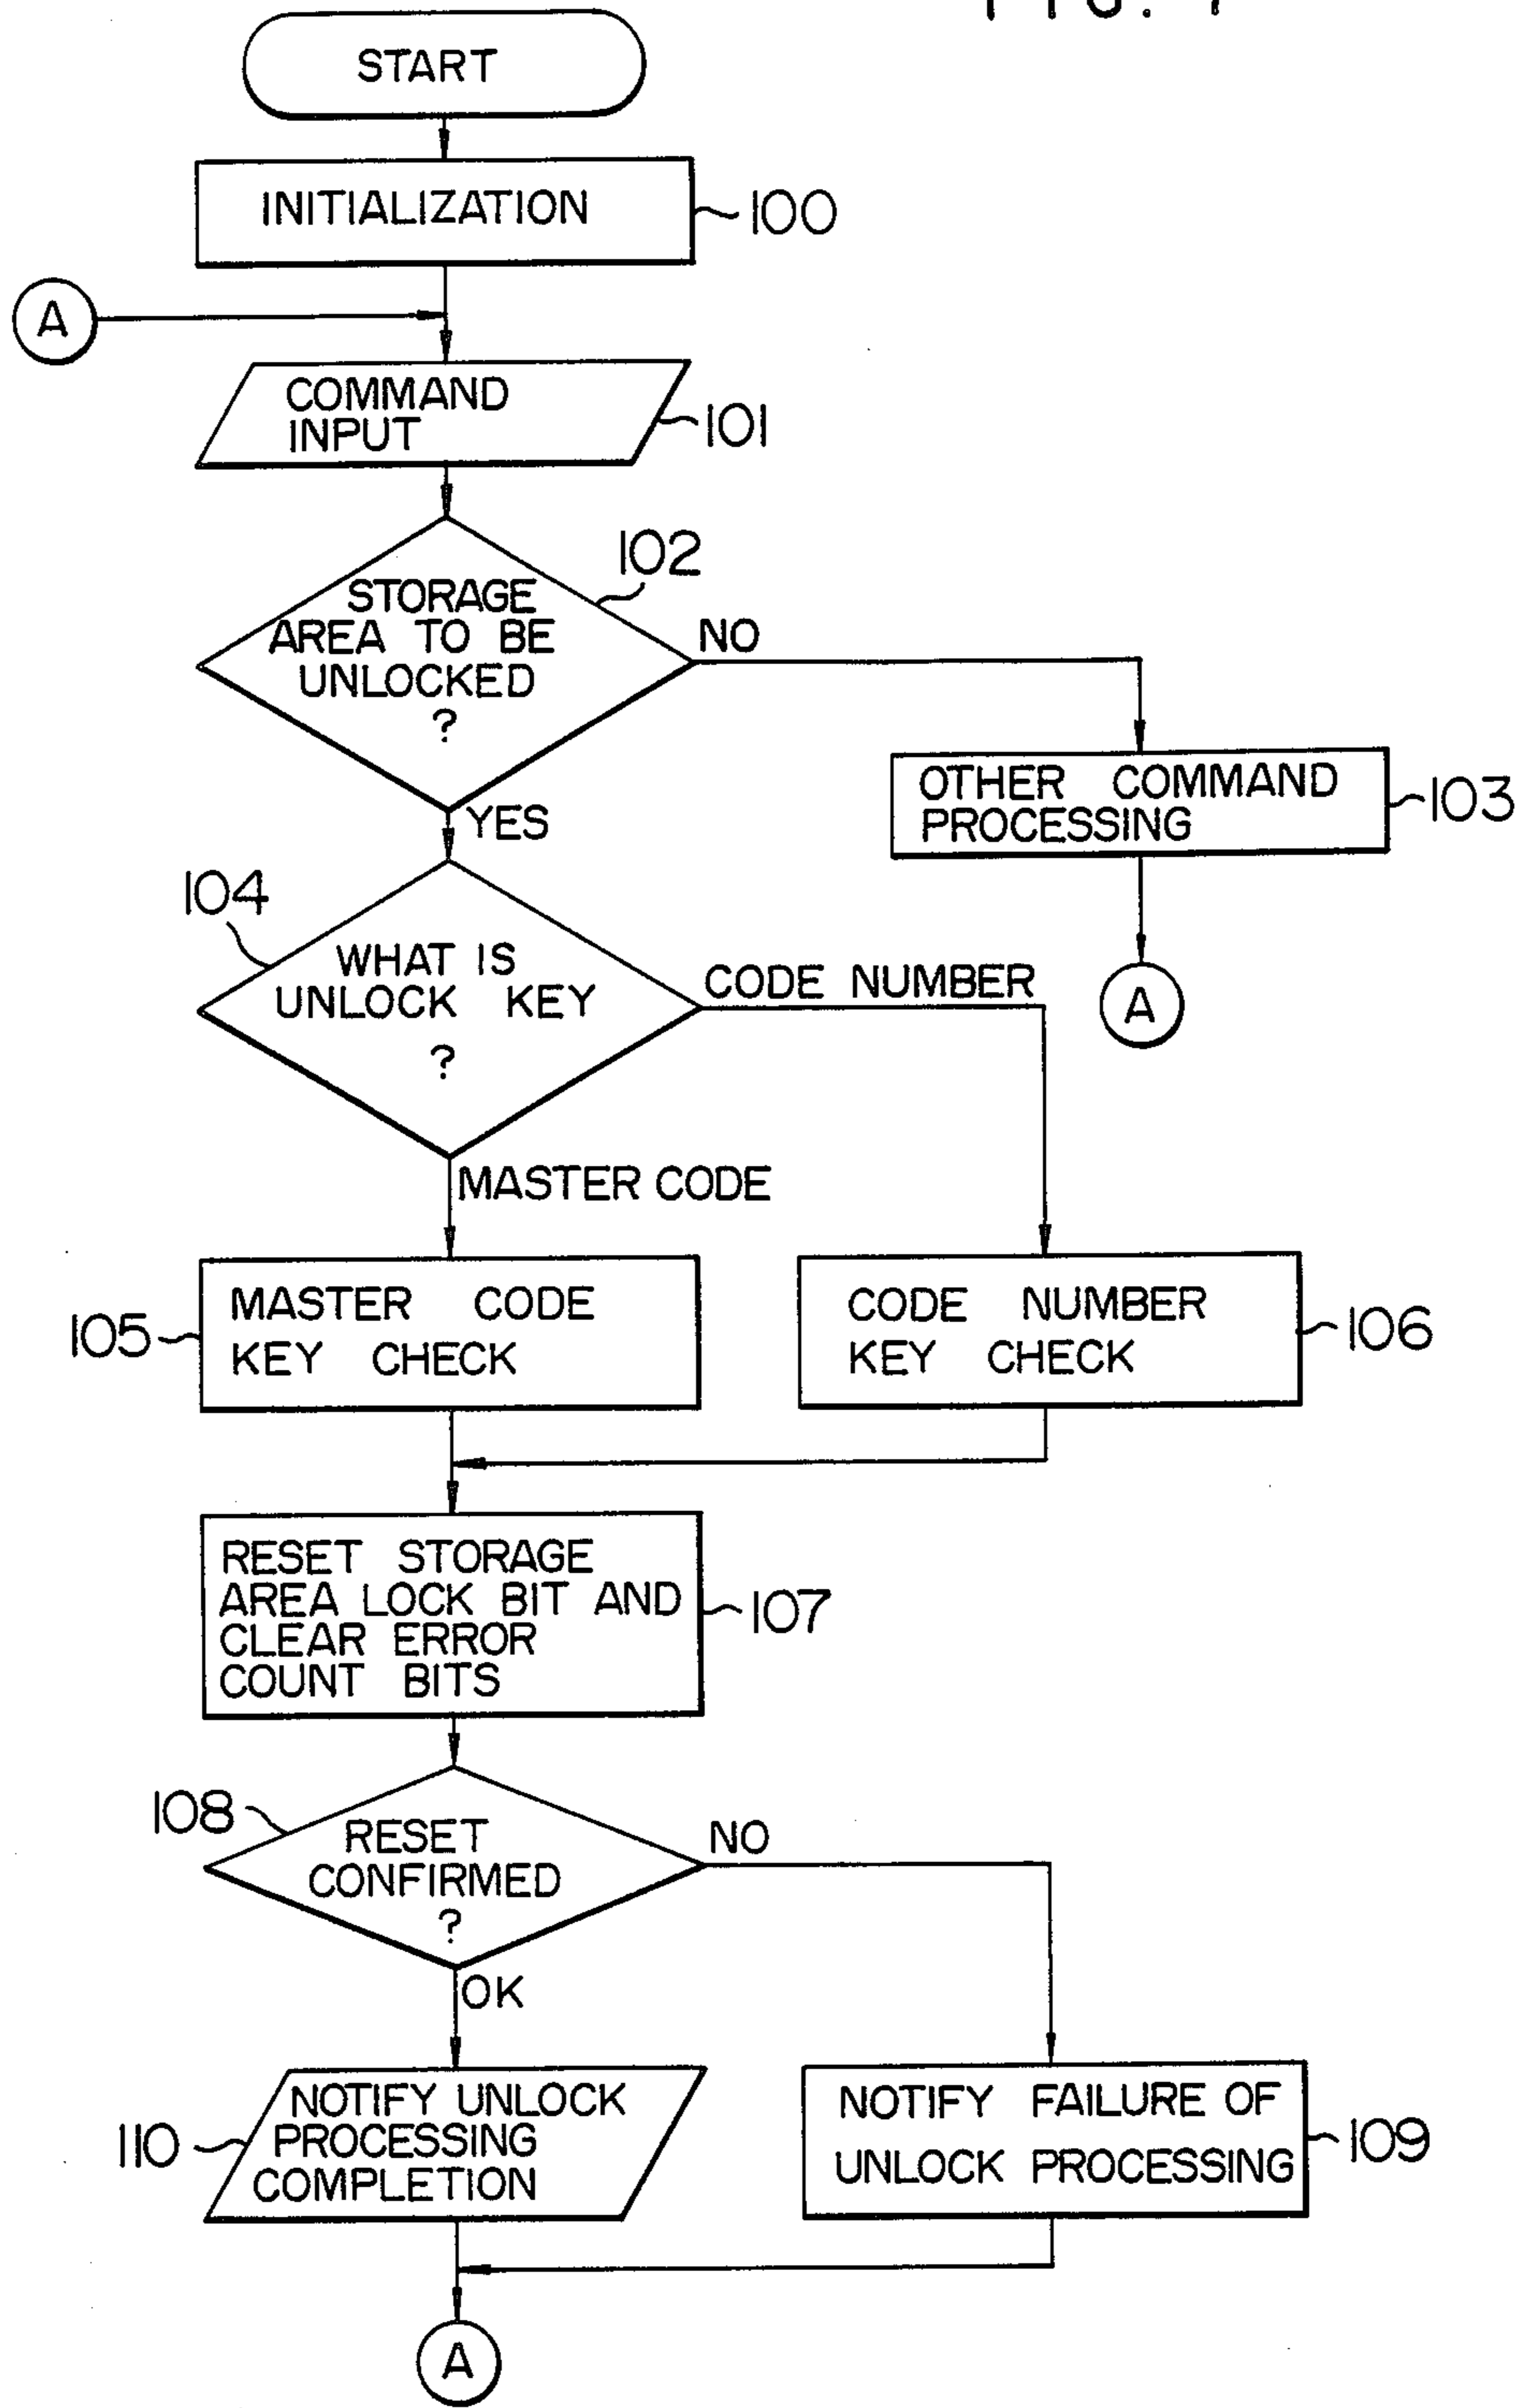 START
INITIALIZATION
100
A
COMMAND
INPUT
101
102
STORAGE
AREA TO BE
UNLOCKED
?
NO
YES
OTHER COMMAND
PROCESSING
103
A
104
WHAT IS
UNLOCK KEY
?
CODE NUMBER
MASTER CODE
105
MASTER CODE
KEY CHECK
CODE NUMBER
KEY CHECK
106
RESET STORAGE
AREA LOCK BIT AND
CLEAR ERROR
COUNT BITS
107
108
RESET
CONFIRMED
?
NO
OK
110
NOTIFY UNLOCK
PROCESSING
COMPLETION
NOTIFY FAILURE OF
UNLOCK PROCESSING
109
A